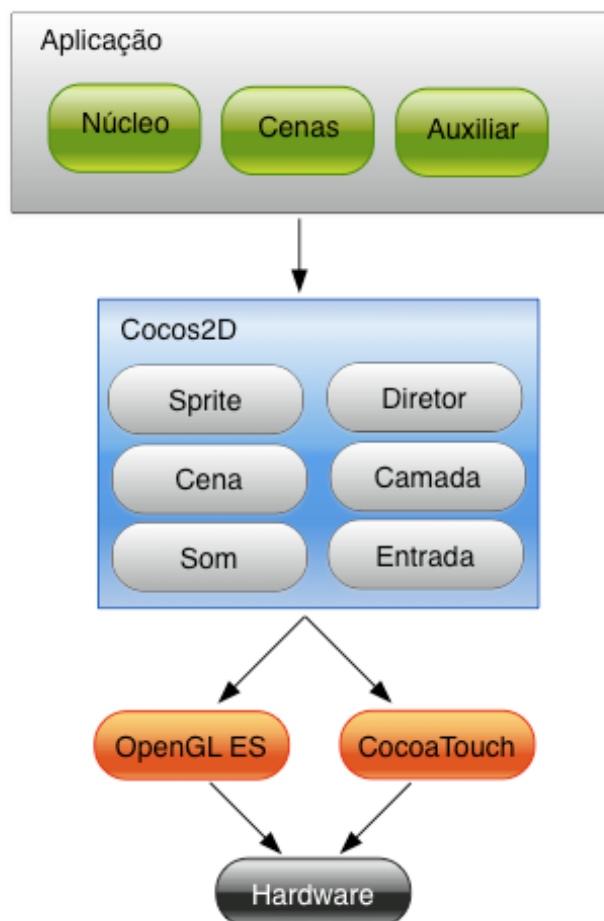 Aplicação
Núcleo
Cenas
Auxiliar
Cocos2D
Sprite
Diretor
Cena
Camada
Som
Entrada
OpenGL ES
CocoaTouch
Hardware